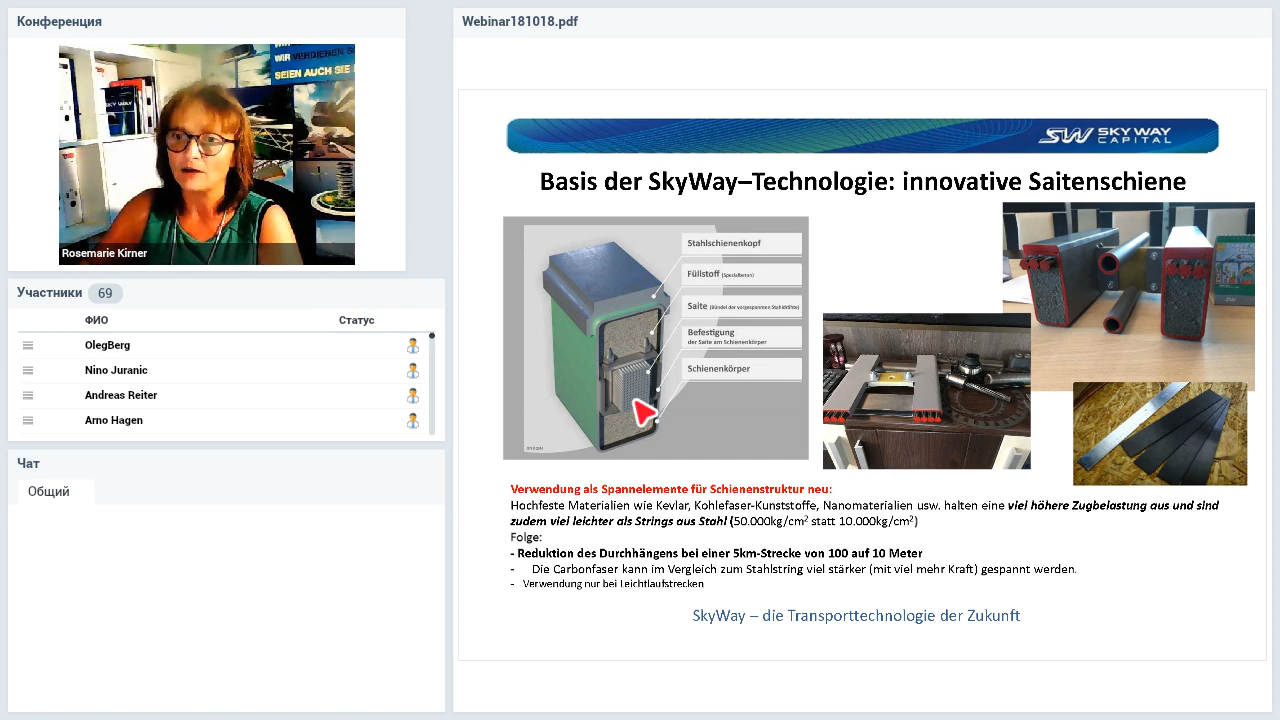 Конференция
WIR VERDIENEN
SEIEN AUCH SIE
SKY WAY
Rosemarie Kirner
Участники 69
ФИО Статус
OlegBerg
Nino Juranic
Andreas Reiter
Arno Hagen
Чат
Общий
Webinar181018.pdf
SW SKY WAY
CAPITAL
Basis der SkyWay–Technologie: innovative Saitenschiene
Stahlschienenkopf
Füllstoff (Spezialbeton)
Saite (Bündel der vorgespannten Stahldrähte)
Befestigung
der Saite am Schienenkörper
Schienenkörper
Verwendung als Spannelemente für Schienenstruktur neu:
Hochfeste Materialien wie Kevlar, Kohlefaser-Kunststoffe, Nanomaterialien usw. halten eine viel höhere Zugbelastung aus und sind
zudem viel leichter als Strings aus Stahl (50.000kg/cm² statt 10.000kg/cm²)
Folge:
- Reduktion des Durchhängens bei einer 5km-Strecke von 100 auf 10 Meter
- Die Carbonfaser kann im Vergleich zum Stahlstring viel stärker (mit viel mehr Kraft) gespannt werden.
- Verwendung nur bei Leichtlaufstrecken
SkyWay – die Transporttechnologie der Zukunft